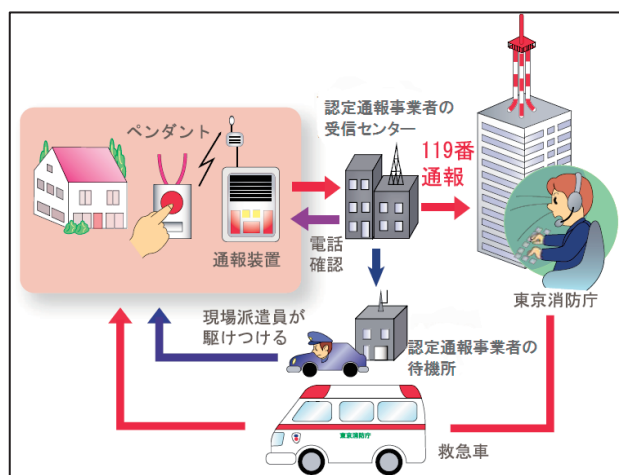 認定通報事業者の
受信センター
ペンダント
119番
通報
電話
確認
通報装置
東京消防庁
現場派遣員が
駆けつける
認定通報事業者の
待機所
東京消防庁
救急車